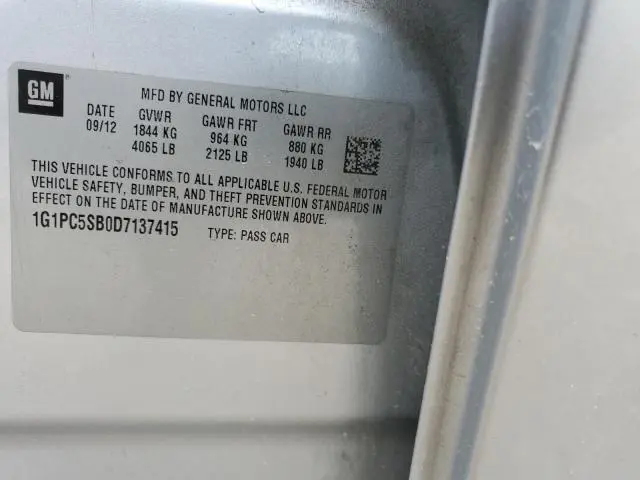 GM
MFD BY GENERAL MOTORS LLC
DATE GVWR GAWR FRT GAWR RR
09/12 1844 KG 964 KG 880 KG
4065 LB 2125 LB 1940 LB
THIS VEHICLE CONFORMS TO ALL APPLICABLE U.S. FEDERAL MOTOR
VEHICLE SAFETY, BUMPER, AND THEFT PREVENTION STANDARDS IN
EFFECT ON THE DATE OF MANUFACTURE SHOWN ABOVE.
1G1PC5SB0D7137415 TYPE: PASS CAR